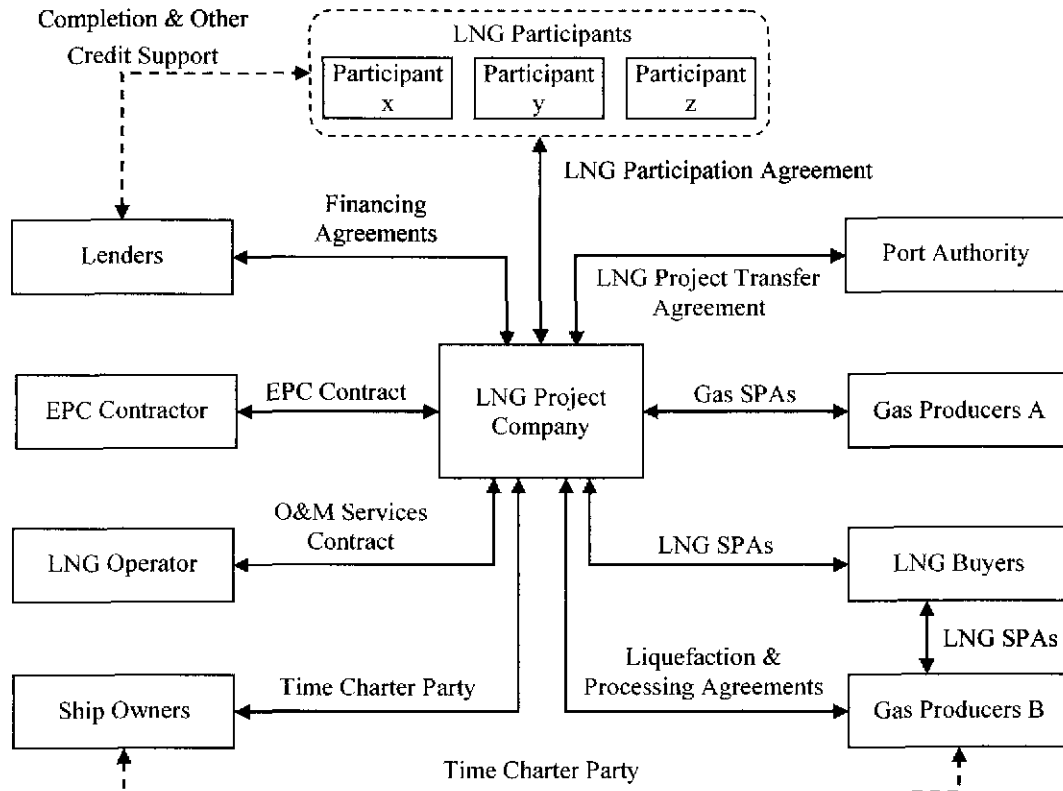 Completion & Other
Credit Support
LNG Participants
Participant
x
Participant
y
Participant
z
LNG Participation Agreement
Financing
Agreements
Lenders
Port Authority
LNG Project Transfer
Agreement
EPC Contractor
EPC Contract
LNG Project
Company
Gas SPAs
Gas Producers A
O&M Services
Contract
LNG Operator
LNG SPAs
LNG Buyers
LNG SPAs
Liquefaction &
Processing Agreements
Time Charter Party
Ship Owners
Gas Producers B
Time Charter Party